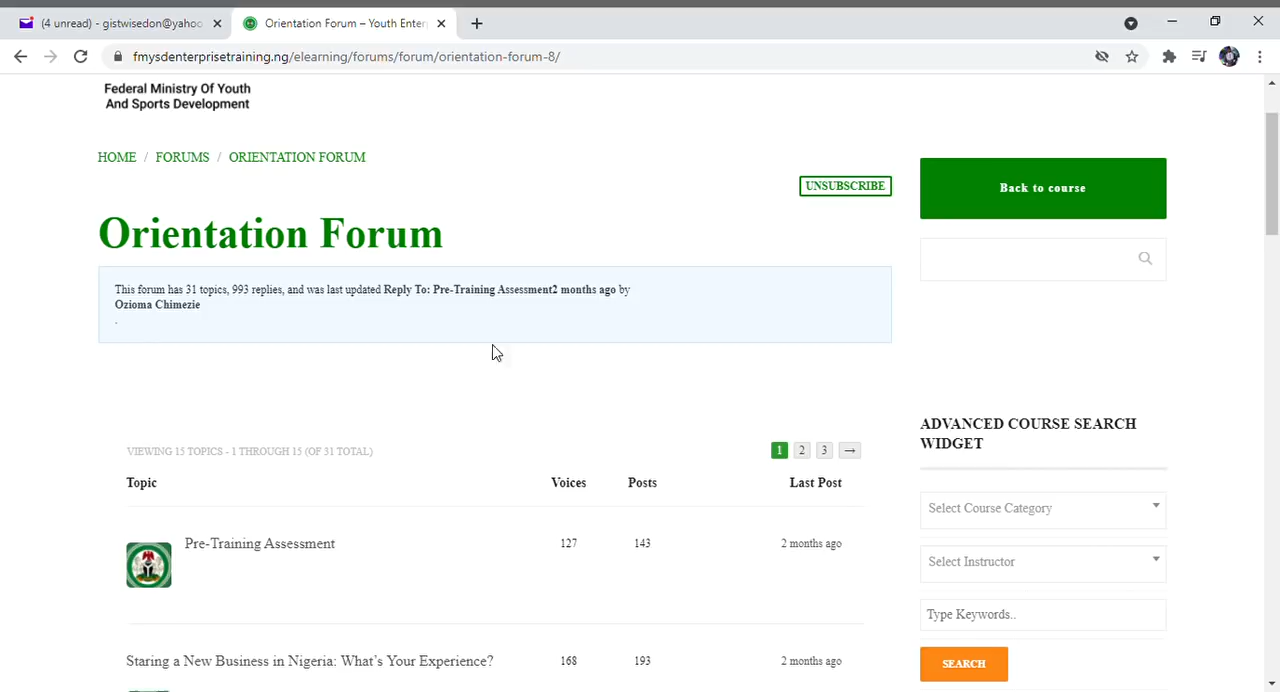 (4 unread) - gistwisedon@yahoo
Orientation Forum – Youth Enter
fmysdenterprisetraining.ng/elearning/forums/forum/orientation-forum-8/
Federal Ministry Of Youth
And Sports Development
HOME / FORUMS / ORIENTATION FORUM
UNSUBSCRIBE
Back to course
Orientation Forum
This forum has 31 topics, 993 replies, and was last updated Reply To: Pre-Training Assessment2 months ago by
Ozioma Chimezie
.
ADVANCED COURSE SEARCH
WIDGET
VIEWING 15 TOPICS - 1 THROUGH 15 (OF 31 TOTAL)
1 2 3 →
Topic Voices Posts Last Post
Select Course Category
Pre-Training Assessment 127 143 2 months ago
Select Instructor
Type Keywords..
Staring a New Business in Nigeria: What’s Your Experience? 168 193 2 months ago
SEARCH